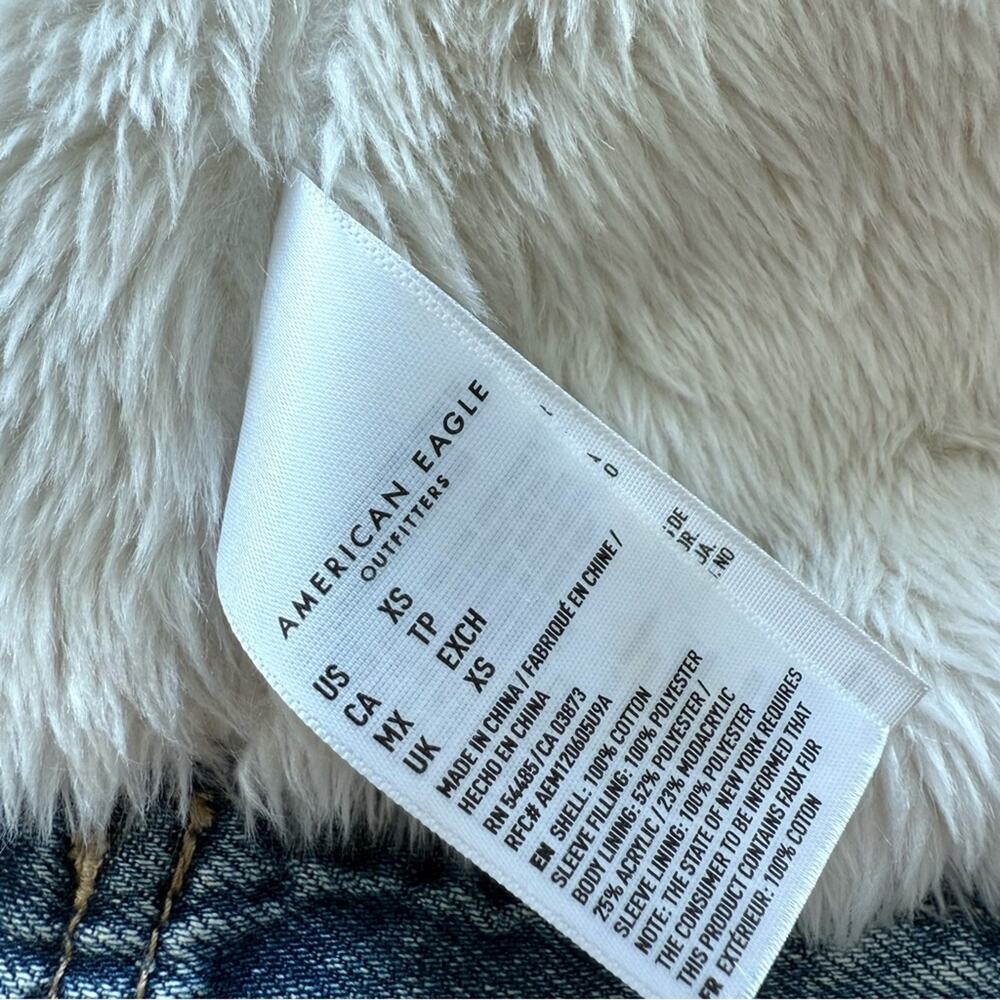 AMERICAN EAGLE
OUTFITTERS
US XS
CA TP
MX EXCH
UK XS
MADE IN CHINA / FABRIQUÉ EN CHINE /
HECHO EN CHINA
RN 54485 / CA 03873
RFC# AEM120605U9A
EN SHELL: 100% COTTON
SLEEVE FILLING: 100% POLYESTER
BODY LINING: 52% POLYESTER /
25% ACRYLIC / 23% MODACRYLIC
SLEEVE LINING: 100% POLYESTER
NOTE: THE STATE OF NEW YORK REQUIRES
THE CONSUMER TO BE INFORMED THAT
THIS PRODUCT CONTAINS FAUX FUR
FR EXTÉRIEUR: 100% COTON